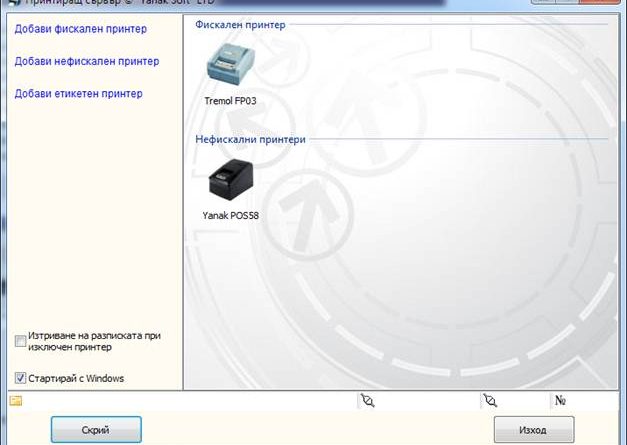 Принтиращ сървър © "Yanak Soft" LTD
Добави фискален принтер
Добави нефискален принтер
Добави етикетен принтер
Фискален принтер
Tremol FP03
Нефискални принтери
Yanak POS58
Изтриване на разписката при
изключен принтер
Стартирай с Windows
№
Скрий
Изход